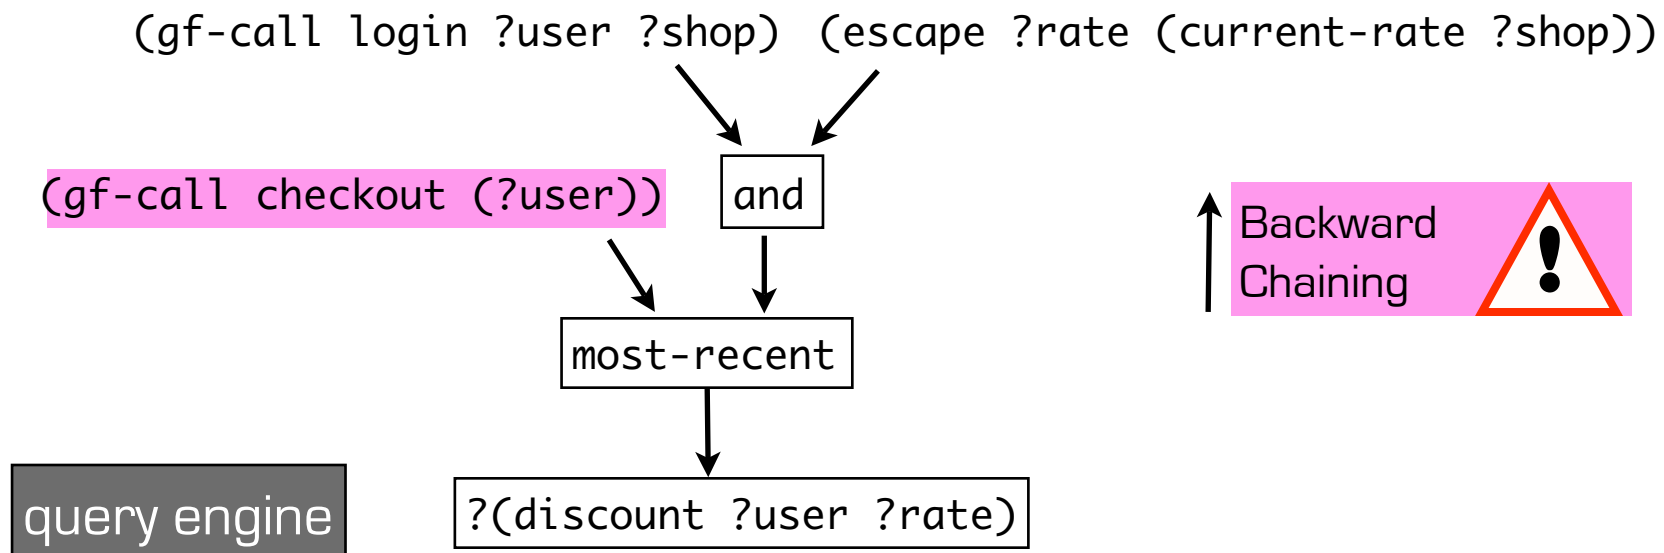 (gf-call login ?user ?shop) (escape ?rate (current-rate ?shop))
(gf-call checkout (?user))
and
Backward
Chaining
!
most-recent
query engine
?(discount ?user ?rate)